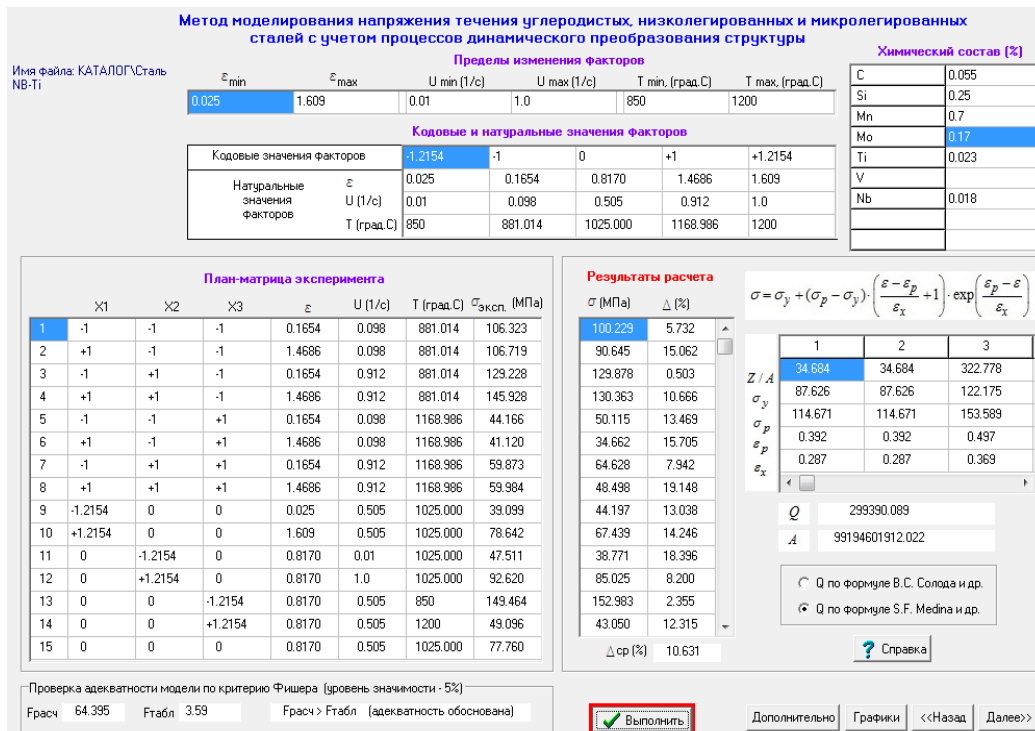 Метод моделирования напряжения течения углеродистых, низколегированных и микролегированных
сталей с учетом процессов динамического преобразования структуры
Имя файла: КАТАЛОГ\Сталь
NB-Ti
Пределы изменения факторов
ε min ε max U min (1/c) U max (1/c) T min, (град.С) T max, (град.С)
0.025 1.609 0.01 1.0 850 1200
Кодовые и натуральные значения факторов
Кодовые значения факторов -1.2154 -1 0 +1 +1.2154
Натуральные значения факторов
ε 0.025 0.1654 0.8170 1.4686 1.609
U (1/c) 0.01 0.098 0.505 0.912 1.0
T (град.С) 850 881.014 1025.000 1168.986 1200
Химический состав (%)
C 0.055
Si 0.25
Mn 0.7
Mo 0.17
Ti 0.023
V
Nb 0.018
План-матрица эксперимента
X1 X2 X3 ε U (1/c) T (град.С) σэксп. (МПа)
1 -1 -1 -1 0.1654 0.098 881.014 106.323
2 +1 -1 -1 1.4686 0.098 881.014 106.719
3 -1 +1 -1 0.1654 0.912 881.014 129.228
4 +1 +1 -1 1.4686 0.912 881.014 145.928
5 -1 -1 +1 0.1654 0.098 1168.986 44.166
6 +1 -1 +1 1.4686 0.098 1168.986 41.120
7 -1 +1 +1 0.1654 0.912 1168.986 59.873
8 +1 +1 +1 1.4686 0.912 1168.986 59.984
9 -1.2154 0 0 0.025 0.505 1025.000 39.099
10 +1.2154 0 0 1.609 0.505 1025.000 78.642
11 0 -1.2154 0 0.8170 0.01 1025.000 47.511
12 0 +1.2154 0 0.8170 1.0 1025.000 92.620
13 0 0 -1.2154 0.8170 0.505 850 149.464
14 0 0 +1.2154 0.8170 0.505 1200 49.096
15 0 0 0 0.8170 0.505 1025.000 77.760
Результаты расчета
σ (МПа) Δ (%)
100.229 5.732
90.645 15.062
129.878 0.503
130.363 10.666
50.115 13.469
34.662 15.705
64.628 7.942
48.498 19.148
44.197 13.038
67.439 14.246
38.771 18.396
85.025 8.200
152.983 2.355
43.050 12.315
Δ ср (%) 10.631
σ = σy + (σp − σy) · ((ε − εp)/εx + 1) · exp((εp − ε)/εx)
1 2 3
Z / A 34.684 34.684 322.778
σy 87.626 87.626 122.175
σp 114.671 114.671 153.589
εp 0.392 0.392 0.497
εx 0.287 0.287 0.369
Q 299390.089
A 99194601912.022
Q по формуле В.С. Солода и др.
Q по формуле S.F. Medina и др.
Справка
Проверка адекватности модели по критерию Фишера (уровень значимости - 5%)
Fрасч 64.395 Fтабл 3.59 Fрасч > Fтабл (адекватность обоснована)
Выполнить
Дополнительно Графики <<Назад Далее>>